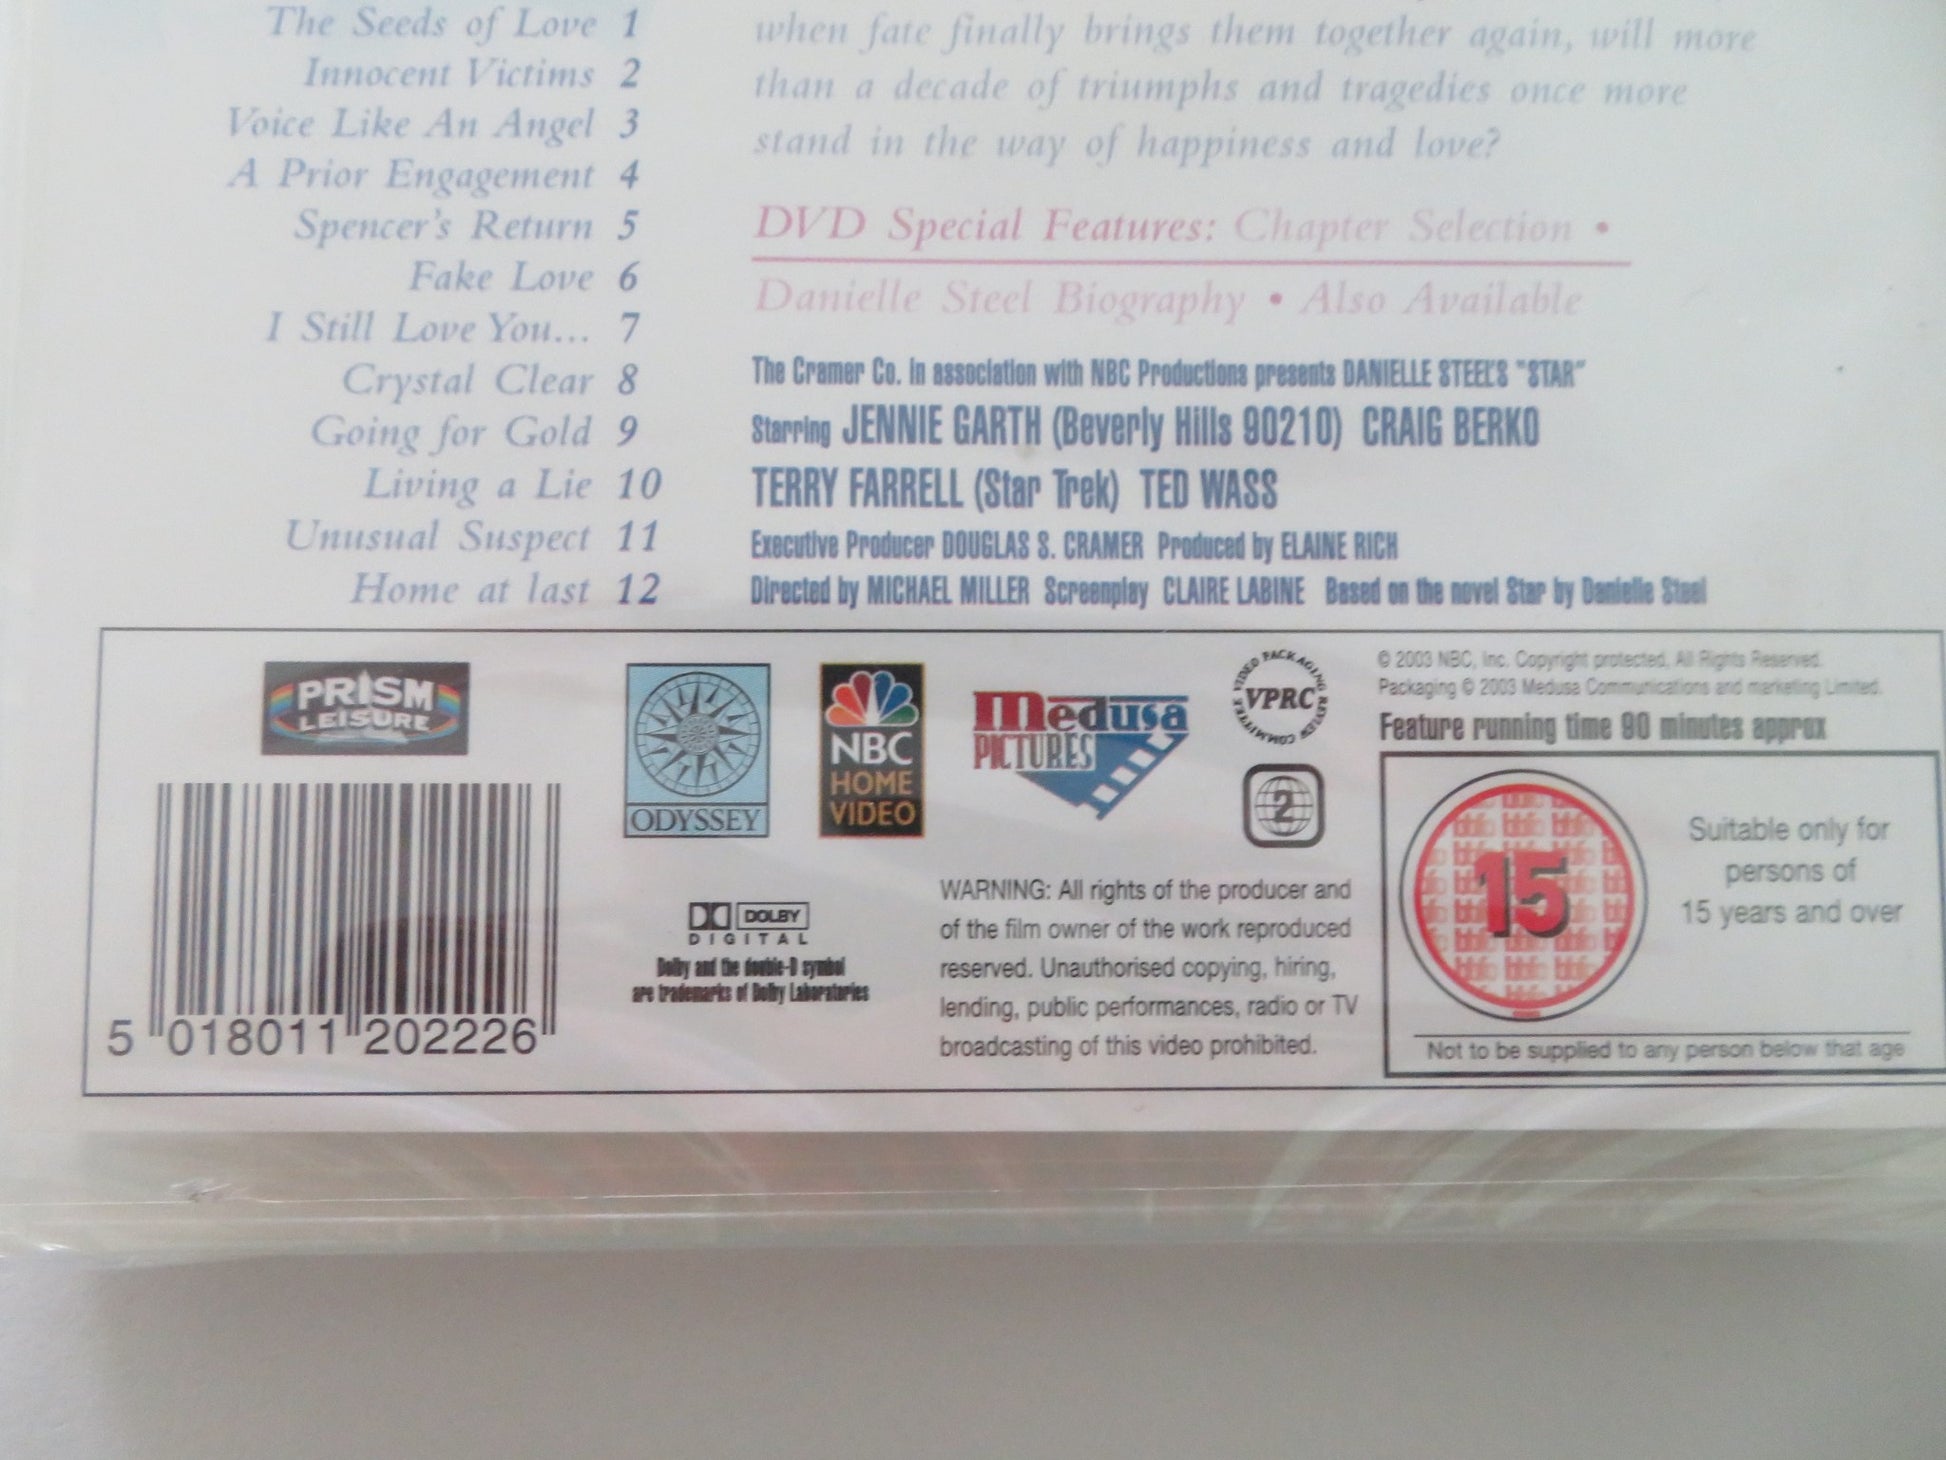 The Seeds of Love 1
Innocent Victims 2
Voice Like An Angel 3
A Prior Engagement 4
Spencer's Return 5
Fake Love 6
I Still Love You... 7
Crystal Clear 8
Going for Gold 9
Living a Lie 10
Unusual Suspect 11
Home at last 12
when fate finally brings them together again, will more
than a decade of triumphs and tragedies once more
stand in the way of happiness and love?
DVD Special Features: Chapter Selection •
Danielle Steel Biography • Also Available
The Cramer Co. in association with NBC Productions presents DANIELLE STEEL'S "STAR"
Starring JENNIE GARTH (Beverly Hills 90210) CRAIG BERKO
TERRY FARRELL (Star Trek) TED WASS
Executive Producer DOUGLAS S. CRAMER Produced by ELAINE RICH
Directed by MICHAEL MILLER Screenplay CLAIRE LABINE Based on the novel Star by Danielle Steel
PRISM
LEISURE
5 018011 202226
ODYSSEY
NBC
HOME
VIDEO
medusa
PICTURES
VIDEO PACKAGING REVIEW COMMITTEE
VPRC
2
DOLBY
DIGITAL
Dolby and the double-D symbol
are trademarks of Dolby Laboratories
WARNING: All rights of the producer and
of the film owner of the work reproduced
reserved. Unauthorised copying, hiring,
lending, public performances, radio or TV
broadcasting of this video prohibited.
© 2003 NBC, Inc. Copyright protected, All Rights Reserved.
Packaging © 2003 Medusa Communications and marketing Limited.
Feature running time 90 minutes approx
15
Suitable only for
persons of
15 years and over
Not to be supplied to any person below that age